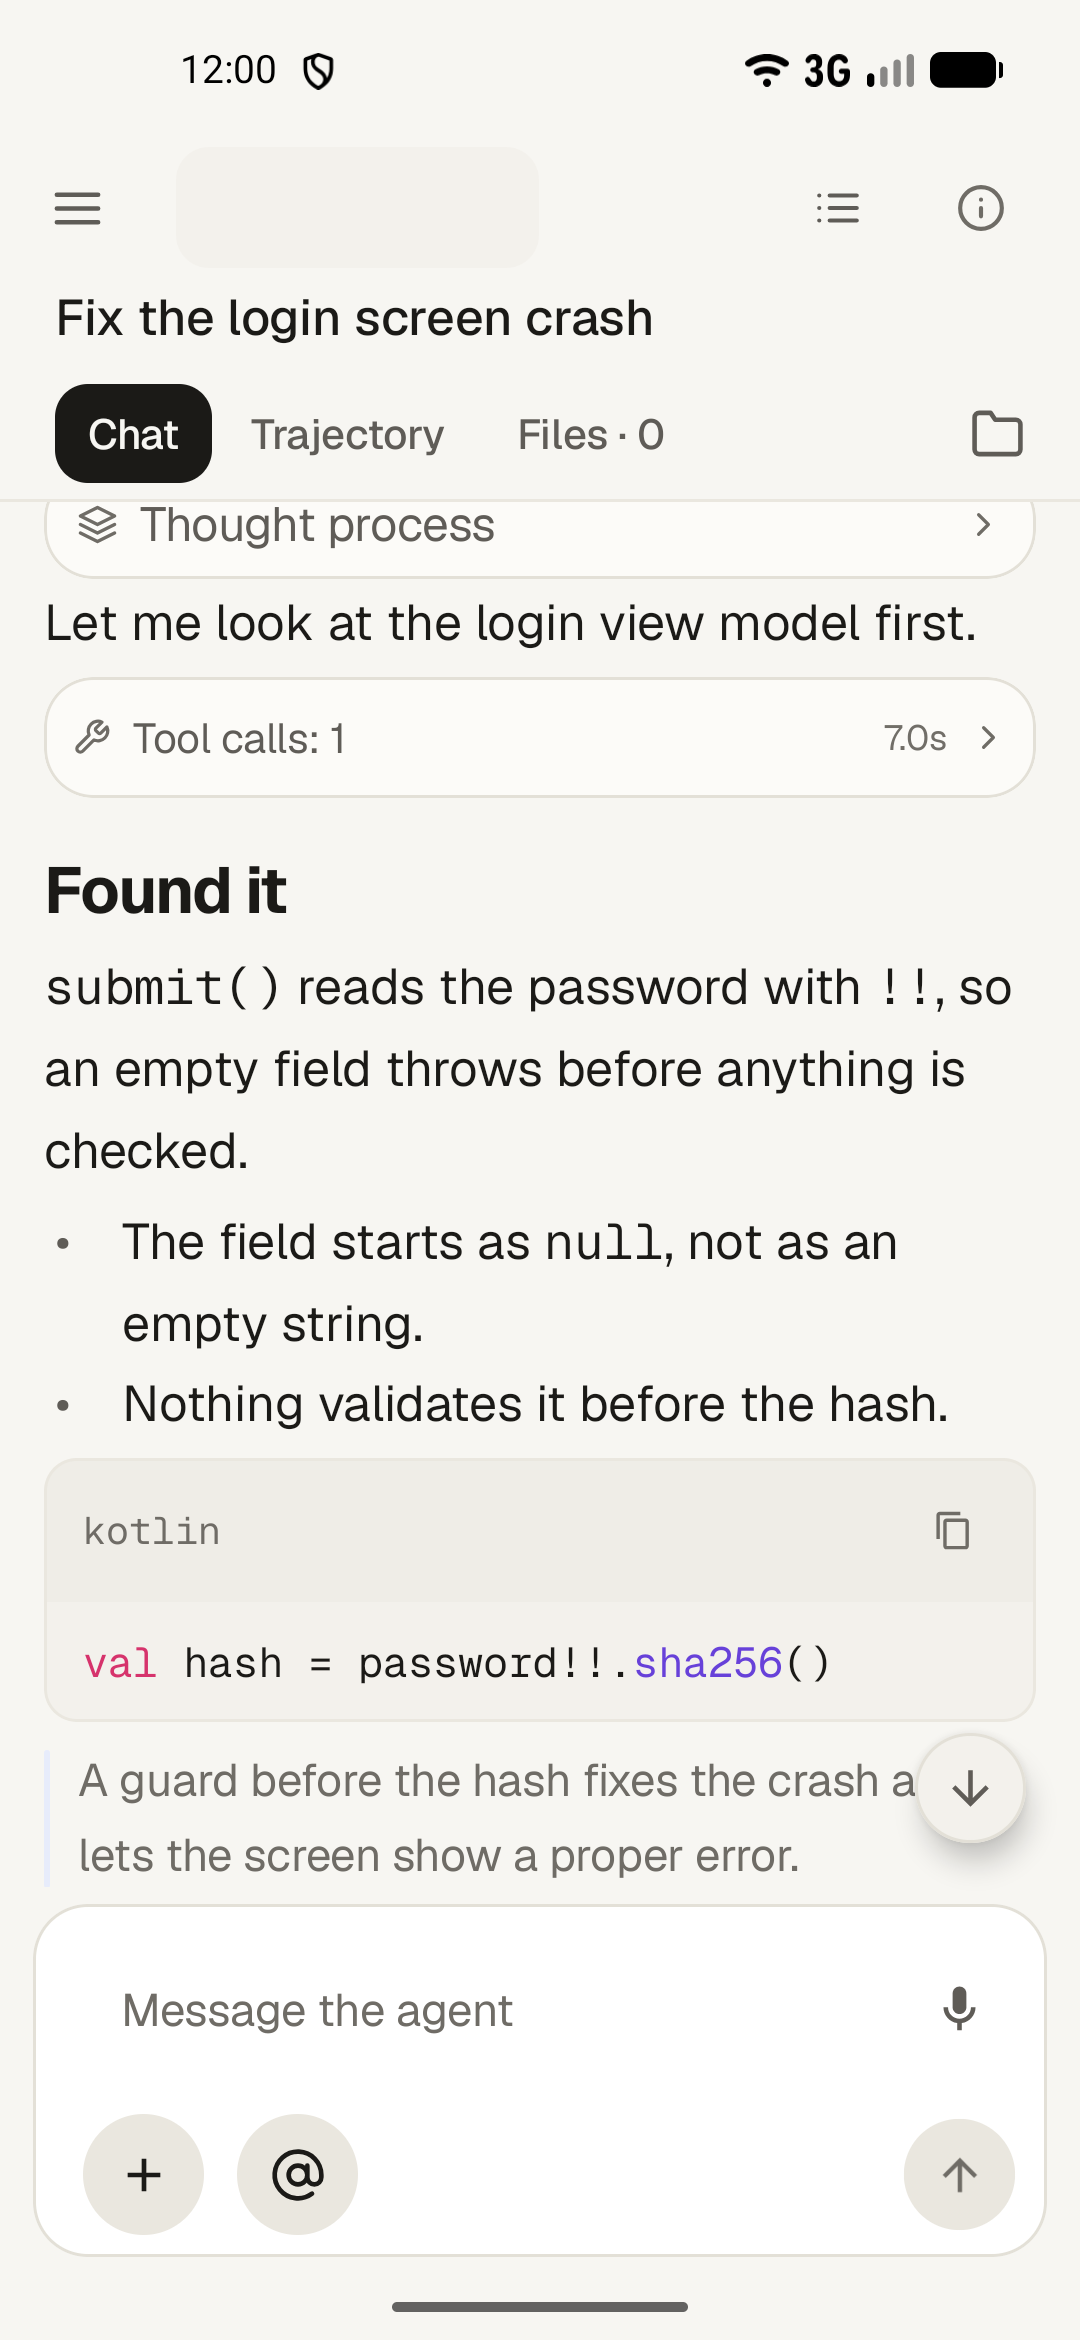 12:00
3G
Fix the login screen crash
Chat
Trajectory
Files · 0
Thought process
Let me look at the login view model first.
Tool calls: 1
7.0s
Found it
submit() reads the password with !!, so
an empty field throws before anything is
checked.
• The field starts as null, not as an
empty string.
• Nothing validates it before the hash.
kotlin
val hash = password!!.sha256()
A guard before the hash fixes the crash a
lets the screen show a proper error.
Message the agent